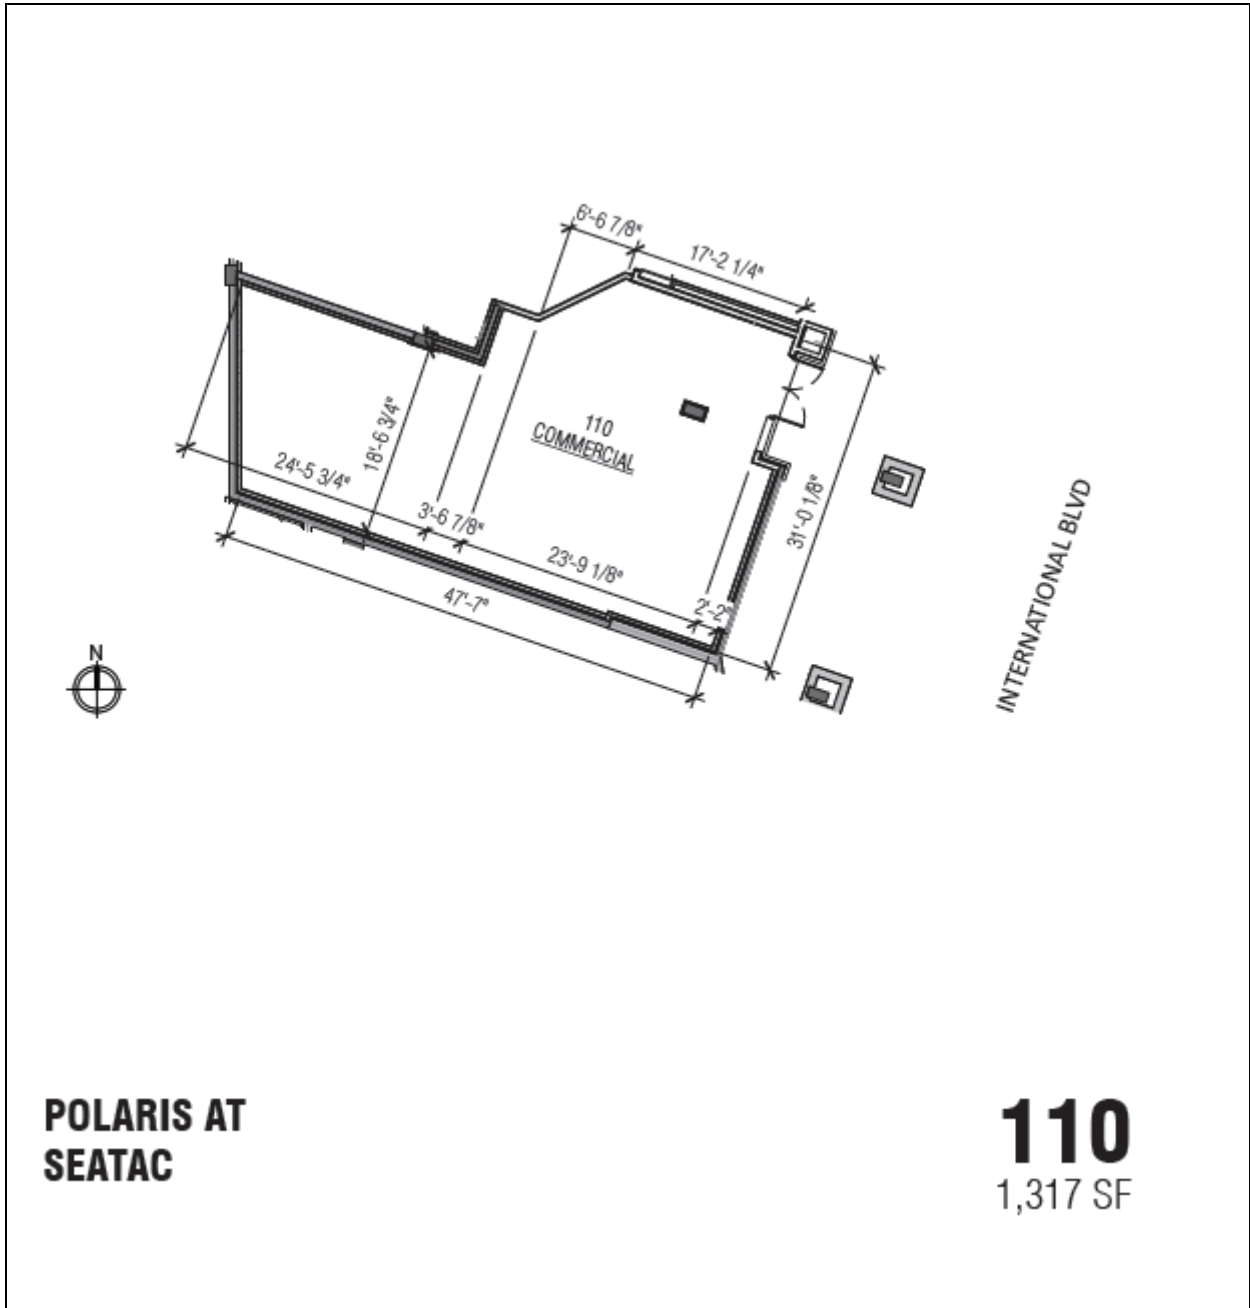 6'-6 7/8"
17'-2 1/4"
110
COMMERCIAL
18'-6 3/4"
24'-5 3/4"
3'-6 7/8"
23'-9 1/8"
2'-2"
47'-7"
31'-0 1/8"
INTERNATIONAL BLVD
N
POLARIS AT
SEATAC
110
1,317 SF